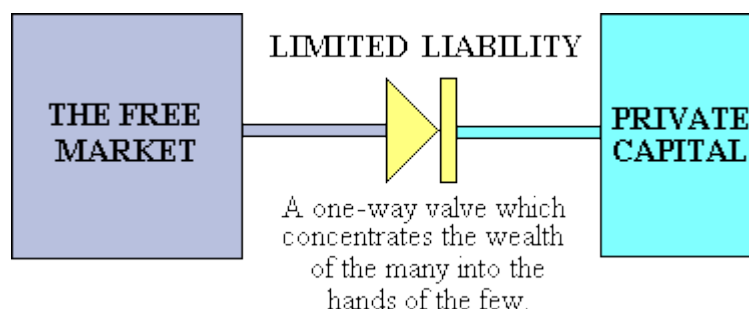 LIMITED LIABILITY
THE FREE
MARKET
PRIVATE
CAPITAL
A one-way valve which
concentrates the wealth
of the many into the
hands of the few.